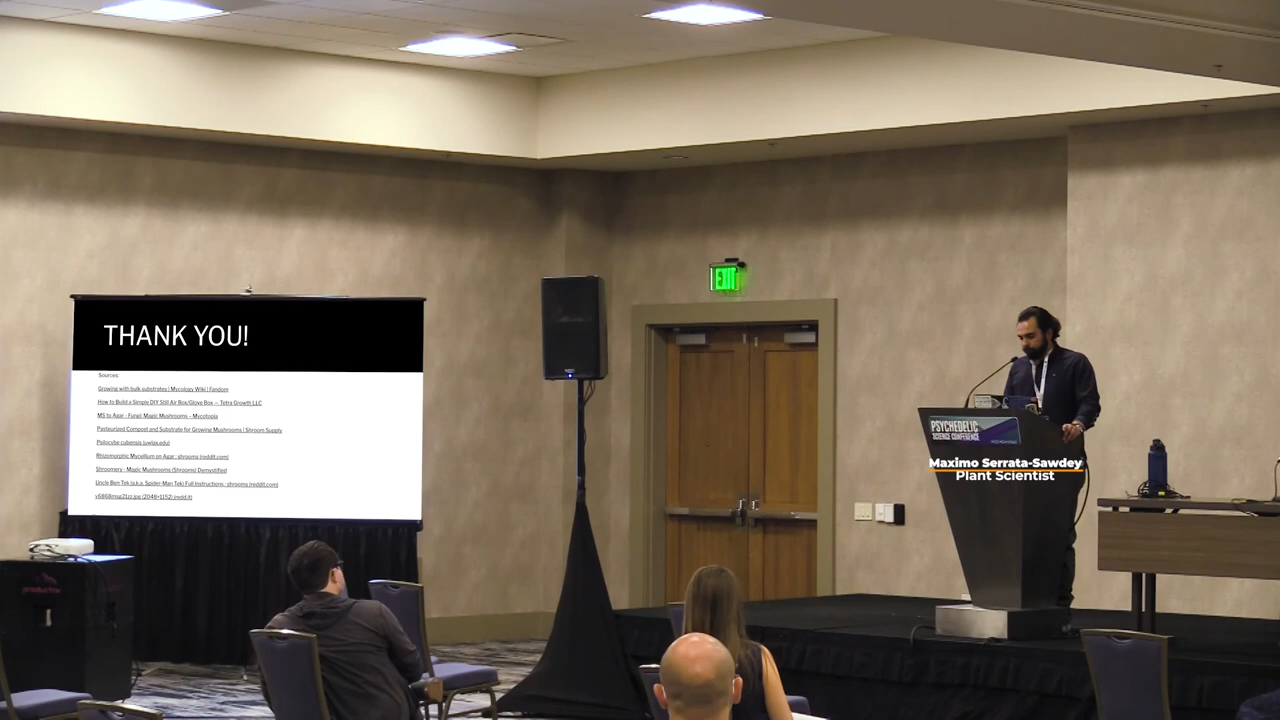 THANK YOU!
Sources:
Growing with bulk substrates | Mycology Wiki | Fandom
How to Build a Simple DIY Still Air Box/Glove Box — Tetra Growth LLC
MS to Agar - Fungi: Magic Mushrooms - Mycotopia
Pasteurized Compost and Substrate for Growing Mushrooms | Shroom Supply
Psilocybe cubensis (uwlax.edu)
Rhizomorphic Mycelium on Agar : shrooms (reddit.com)
Shroomery - Magic Mushrooms (Shrooms) Demystified
Uncle Ben Tek (a.k.a. Spider-Man Tek) Full Instructions : shrooms (reddit.com)
EXIT
PSYCHEDELIC
SCIENCE CONFERENCE
Maximo Serrata-Sawdey
Plant Scientist